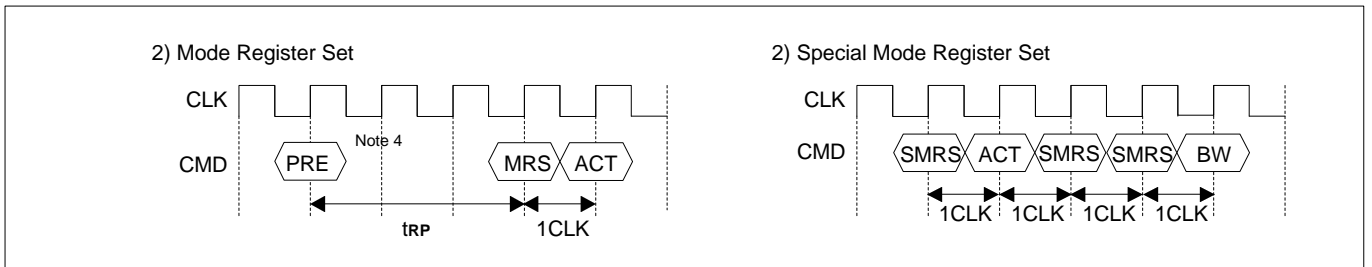 2) Mode Register Set
CLK
CMD
PRE
Note 4
MRS
ACT
tRP
1CLK
2) Special Mode Register Set
CLK
CMD
SMRS
ACT
SMRS
SMRS
BW
1CLK
1CLK
1CLK
1CLK